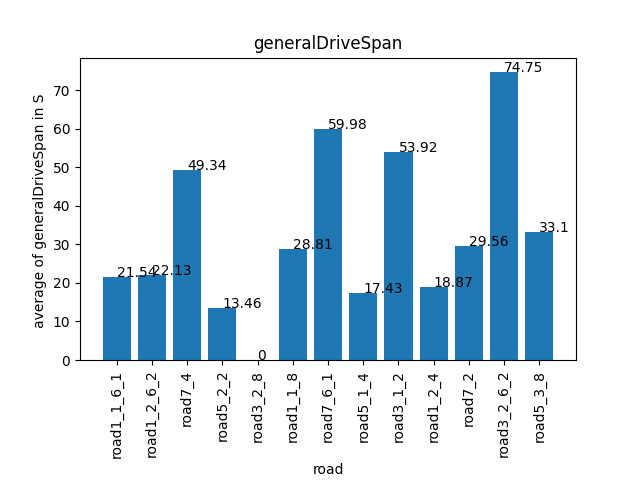 generalDriveSpan
average of generalDriveSpan in S
70
60
50
40
30
20
10
0
21.54
22.13
49.34
13.46
0
28.81
59.98
17.43
53.92
18.87
29.56
74.75
33.1
road1_1_6_1
road1_2_6_2
road7_4
road5_2_2
road3_2_8
road1_1_8
road7_6_1
road5_1_4
road3_1_2
road1_2_4
road7_2
road3_2_6_2
road5_3_8
road